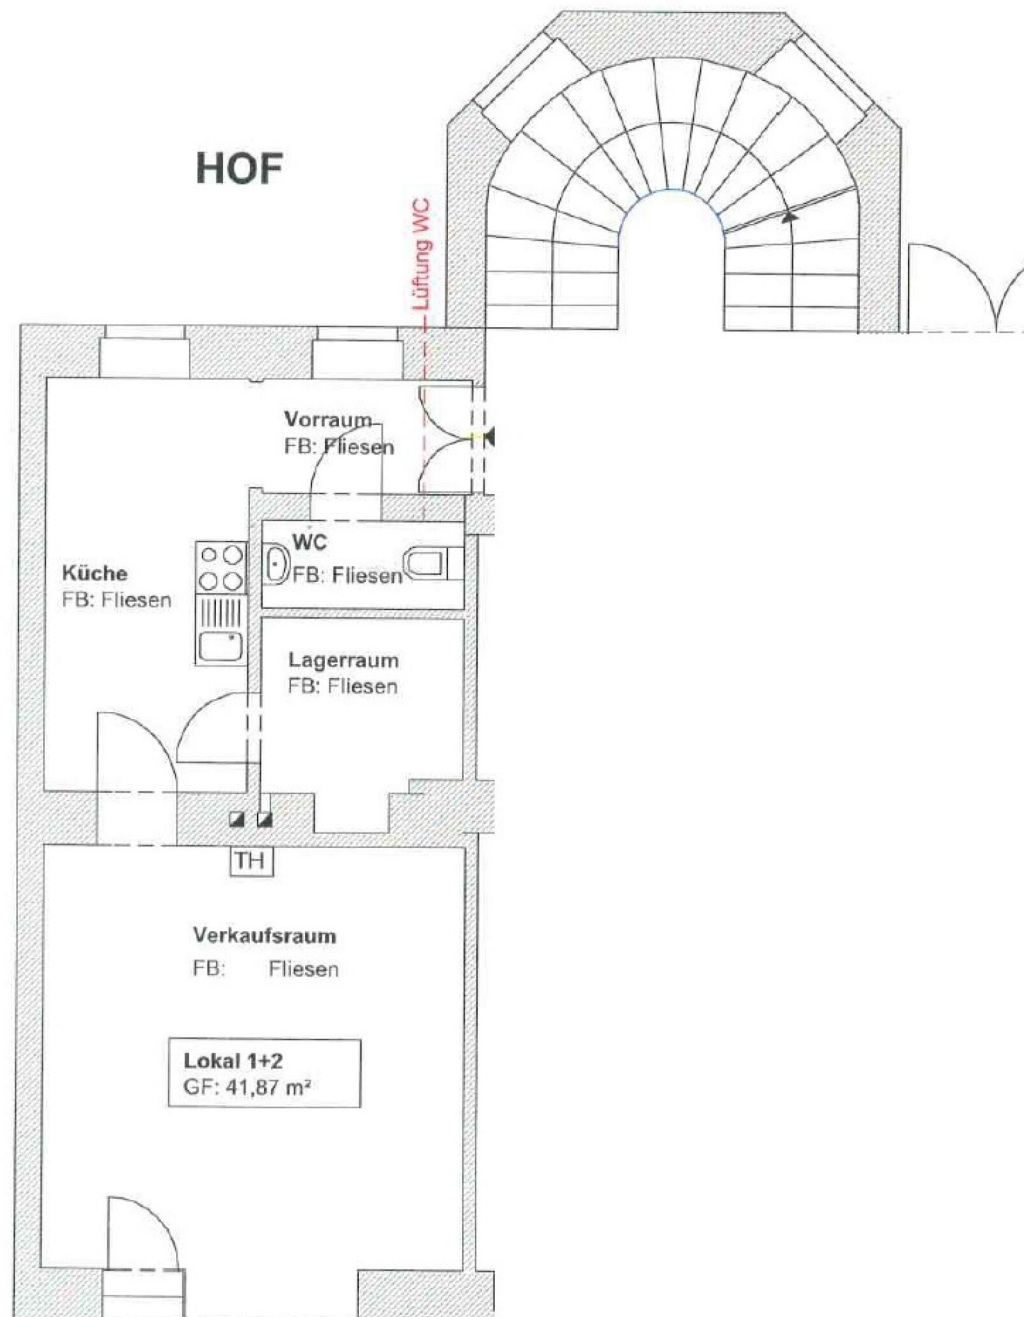 HOF
Lüftung WC
Vorraum
FB: Fliesen
WC
FB: Fliesen
Küche
FB: Fliesen
Lagerraum
FB: Fliesen
TH
Verkaufsraum
FB: Fliesen
Lokal 1+2
GF: 41,87 m²